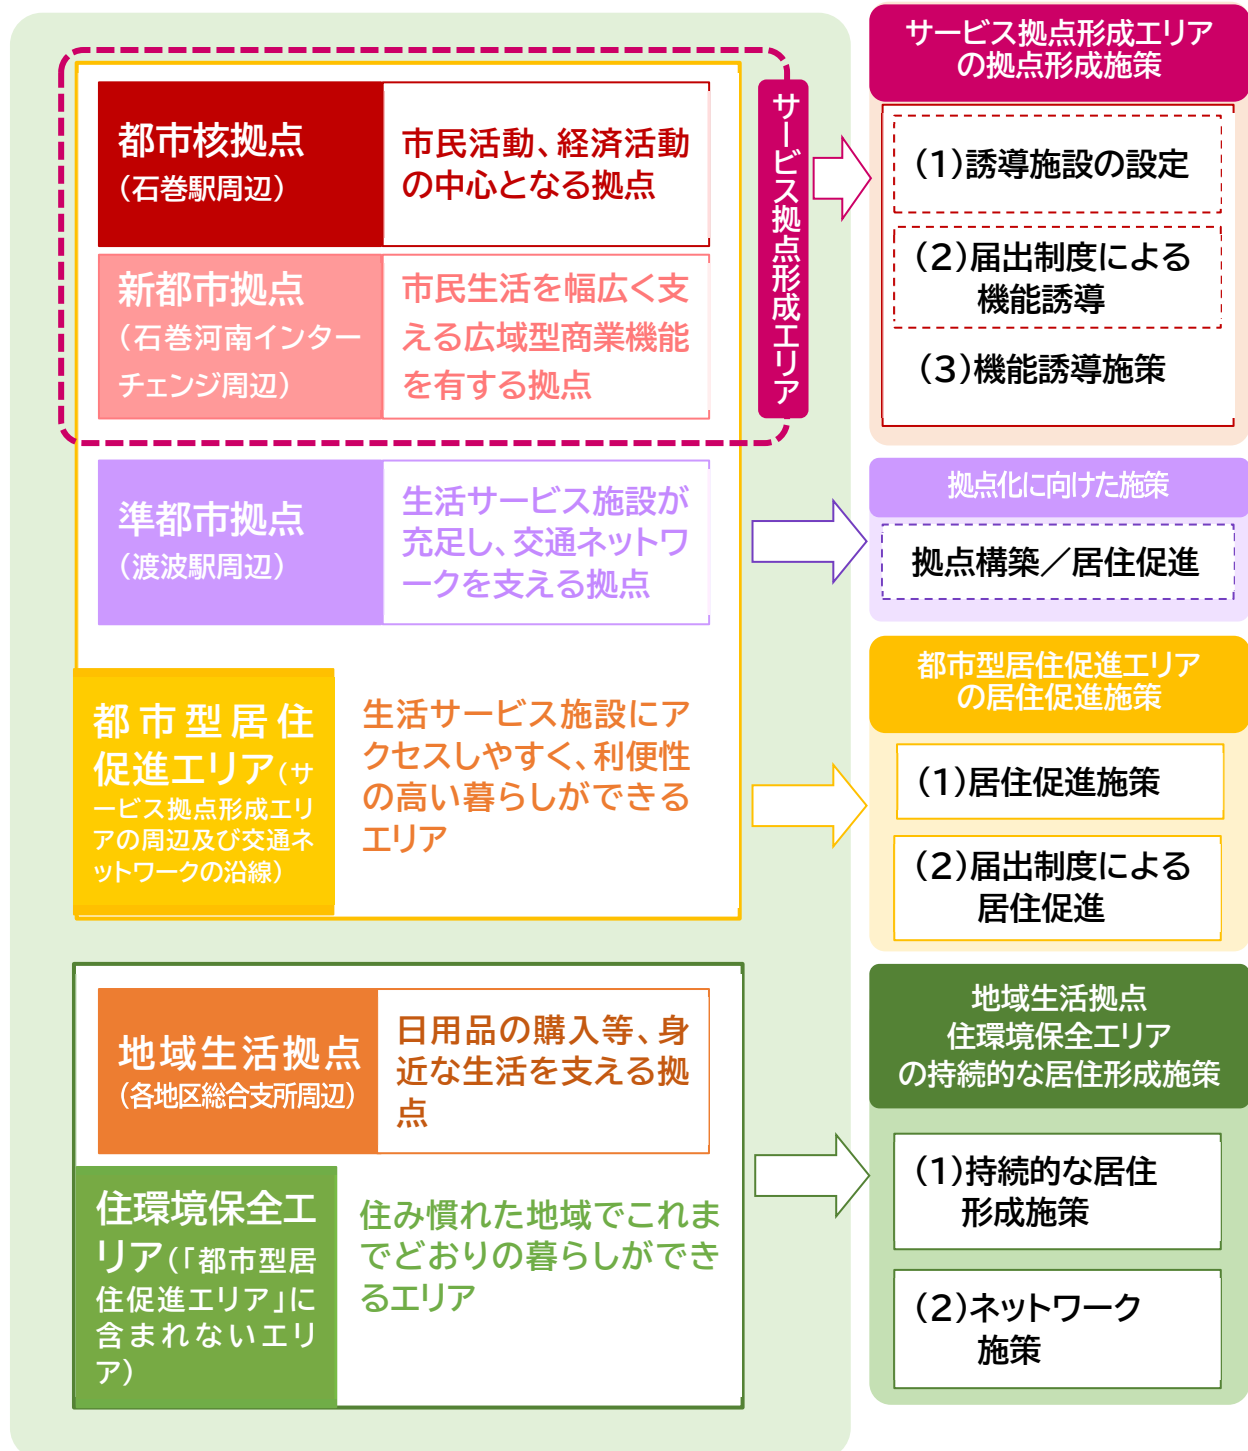 都市核拠点
（石巻駅周辺）
市民活動、経済活動
の中心となる拠点
新都市拠点
（石巻河南インター
チェンジ周辺）
市民生活を幅広く支
える広域型商業機能
を有する拠点
サービス拠点形成エリア
準都市拠点
（渡波駅周辺）
生活サービス施設が
充足し、交通ネットワ
ークを支える拠点
都市型居住
促進エリア（サ
ービス拠点形成エリ
アの周辺及び交通ネ
ットワークの沿線）
生活サービス施設にア
クセスしやすく、利便性
の高い暮らしができる
エリア
地域生活拠点
（各地区総合支所周辺）
日用品の購入等、身
近な生活を支える拠
点
住環境保全エ
リア（「都市型居
住促進エリア」に
含まれないエリ
ア）
住み慣れた地域でこれま
でどおりの暮らしができ
るエリア
サービス拠点形成エリア
の拠点形成施策
（1）誘導施設の設定
（2）届出制度による
機能誘導
（3）機能誘導施策
拠点化に向けた施策
拠点構築／居住促進
都市型居住促進エリア
の居住促進施策
（1）居住促進施策
（2）届出制度による
居住促進
地域生活拠点
住環境保全エリア
の持続的な居住形成施策
（1）持続的な居住
形成施策
（2）ネットワーク
施策